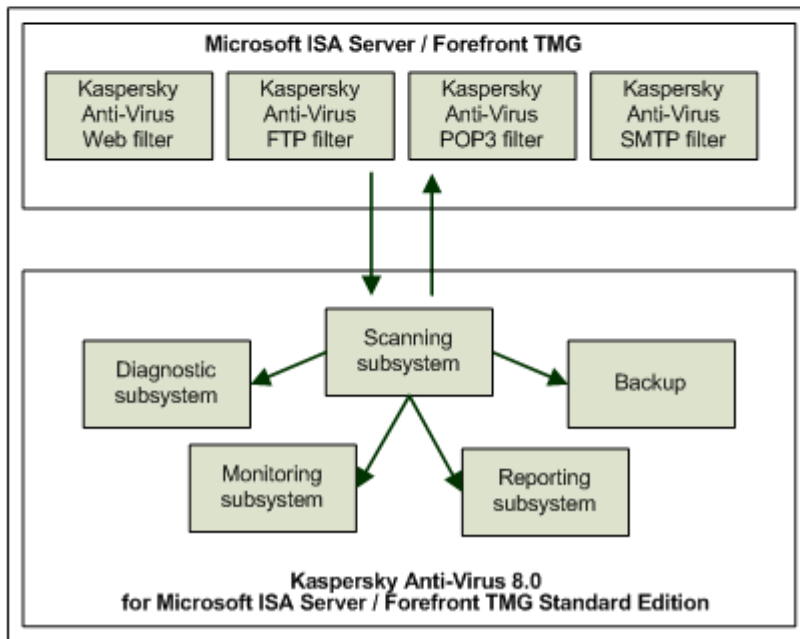 Microsoft ISA Server / Forefront TMG
Kaspersky
Anti-Virus
Web filter
Kaspersky
Anti-Virus
FTP filter
Kaspersky
Anti-Virus
POP3 filter
Kaspersky
Anti-Virus
SMTP filter
Scanning
subsystem
Diagnostic
subsystem
Backup
Monitoring
subsystem
Reporting
subsystem
Kaspersky Anti-Virus 8.0
for Microsoft ISA Server / Forefront TMG Standard Edition